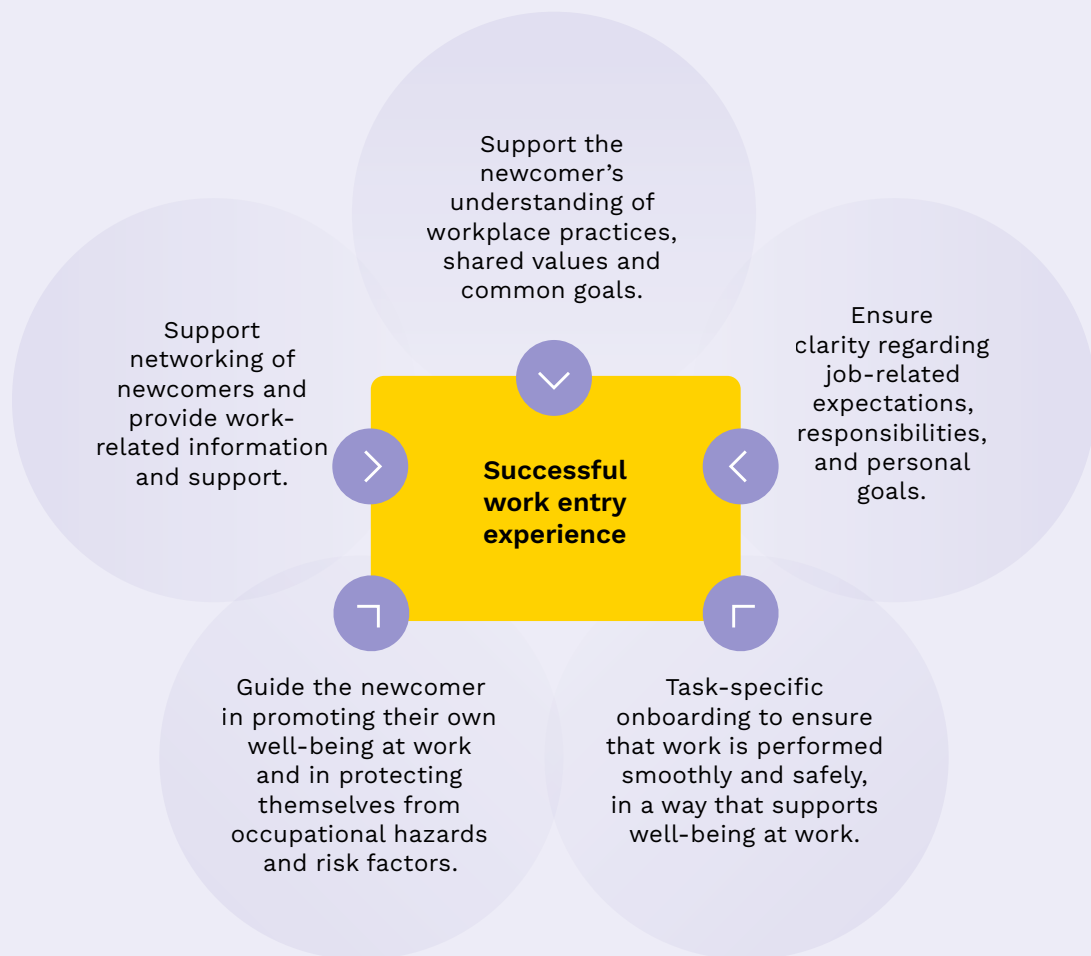 Support the
newcomer’s
understanding of
workplace practices,
shared values and
common goals.
Support
networking of
newcomers and
provide work-
related information
and support.
Ensure
clarity regarding
job-related
expectations,
responsibilities,
and personal
goals.
Successful
work entry
experience
Guide the newcomer
in promoting their own
well-being at work
and in protecting
themselves from
occupational hazards
and risk factors.
Task-specific
onboarding to ensure
that work is performed
smoothly and safely,
in a way that supports
well-being at work.